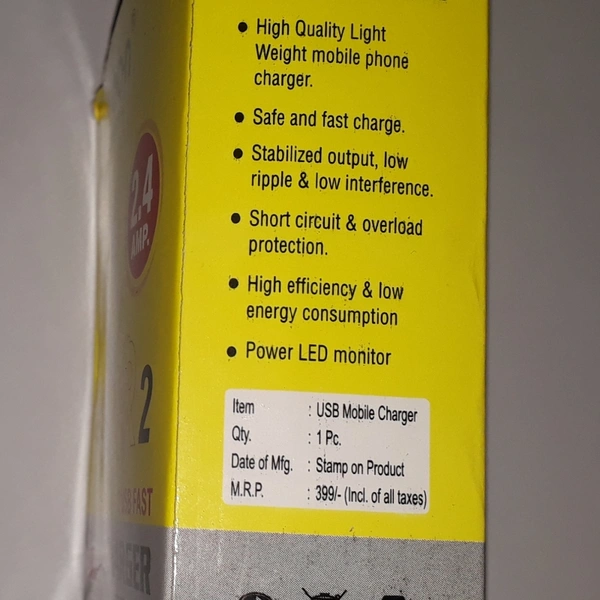 High Quality Light
Weight mobile phone
charger.
Safe and fast charge.
Stabilized output, low
ripple & low interference.
Short circuit & overload
protection.
High efficiency & low
energy consumption
Power LED monitor
Item : USB Mobile Charger
Qty. : 1 Pc.
Date of Mfg. : Stamp on Product
M.R.P. : 399/- (Incl. of all taxes)
2.4
AMP.
2
FAST